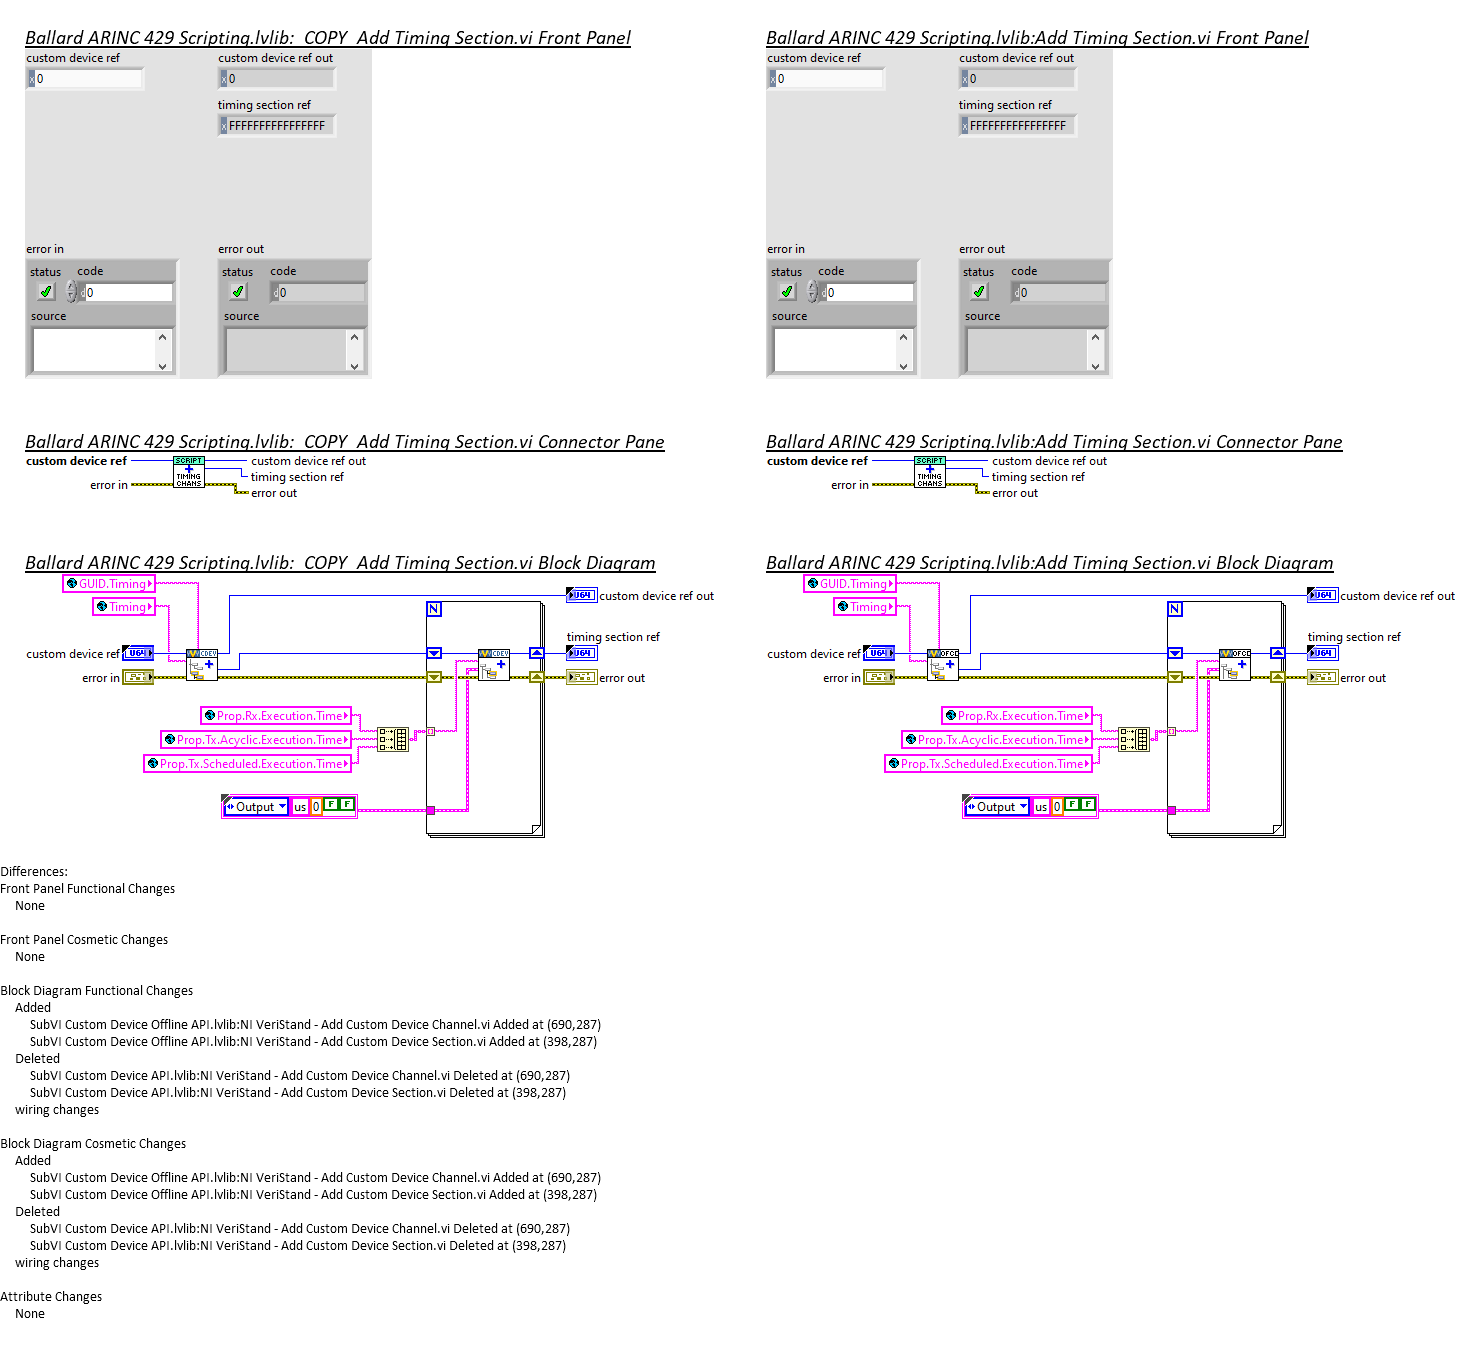 Ballard ARINC 429 Scripting.lvlib:_COPY_Add Timing Section.vi Front Panel
custom device ref
custom device ref out
x 0
x 0
timing section ref
x FFFFFFFFFFFFFFFF
error in
error out
status code
status code
d 0
d 0
source
source
Ballard ARINC 429 Scripting.lvlib:Add Timing Section.vi Front Panel
custom device ref
custom device ref out
x 0
x 0
timing section ref
x FFFFFFFFFFFFFFFF
error in
error out
status code
status code
d 0
d 0
source
source
Ballard ARINC 429 Scripting.lvlib:_COPY_Add Timing Section.vi Connector Pane
custom device ref
SCRIPT
TIMING
CHANS
custom device ref out
timing section ref
error in
error out
Ballard ARINC 429 Scripting.lvlib:Add Timing Section.vi Connector Pane
custom device ref
SCRIPT
TIMING
CHANS
custom device ref out
timing section ref
error in
error out
Ballard ARINC 429 Scripting.lvlib:_COPY_Add Timing Section.vi Block Diagram
GUID.Timing
Timing
U64
custom device ref out
N
timing section ref
custom device ref
U64
CDEV
CDEV
U64
error in
error out
Prop.Rx.Execution.Time
Prop.Tx.Acyclic.Execution.Time
Prop.Tx.Scheduled.Execution.Time
Output us 0 F F
Ballard ARINC 429 Scripting.lvlib:Add Timing Section.vi Block Diagram
GUID.Timing
Timing
U64
custom device ref out
N
timing section ref
custom device ref
U64
OFCD
OFCD
U64
error in
error out
Prop.Rx.Execution.Time
Prop.Tx.Acyclic.Execution.Time
Prop.Tx.Scheduled.Execution.Time
Output us 0 F F
Differences:
Front Panel Functional Changes
None
Front Panel Cosmetic Changes
None
Block Diagram Functional Changes
Added
SubVI Custom Device Offline API.lvlib:NI VeriStand - Add Custom Device Channel.vi Added at (690,287)
SubVI Custom Device Offline API.lvlib:NI VeriStand - Add Custom Device Section.vi Added at (398,287)
Deleted
SubVI Custom Device API.lvlib:NI VeriStand - Add Custom Device Channel.vi Deleted at (690,287)
SubVI Custom Device API.lvlib:NI VeriStand - Add Custom Device Section.vi Deleted at (398,287)
wiring changes
Block Diagram Cosmetic Changes
Added
SubVI Custom Device Offline API.lvlib:NI VeriStand - Add Custom Device Channel.vi Added at (690,287)
SubVI Custom Device Offline API.lvlib:NI VeriStand - Add Custom Device Section.vi Added at (398,287)
Deleted
SubVI Custom Device API.lvlib:NI VeriStand - Add Custom Device Channel.vi Deleted at (690,287)
SubVI Custom Device API.lvlib:NI VeriStand - Add Custom Device Section.vi Deleted at (398,287)
wiring changes
Attribute Changes
None